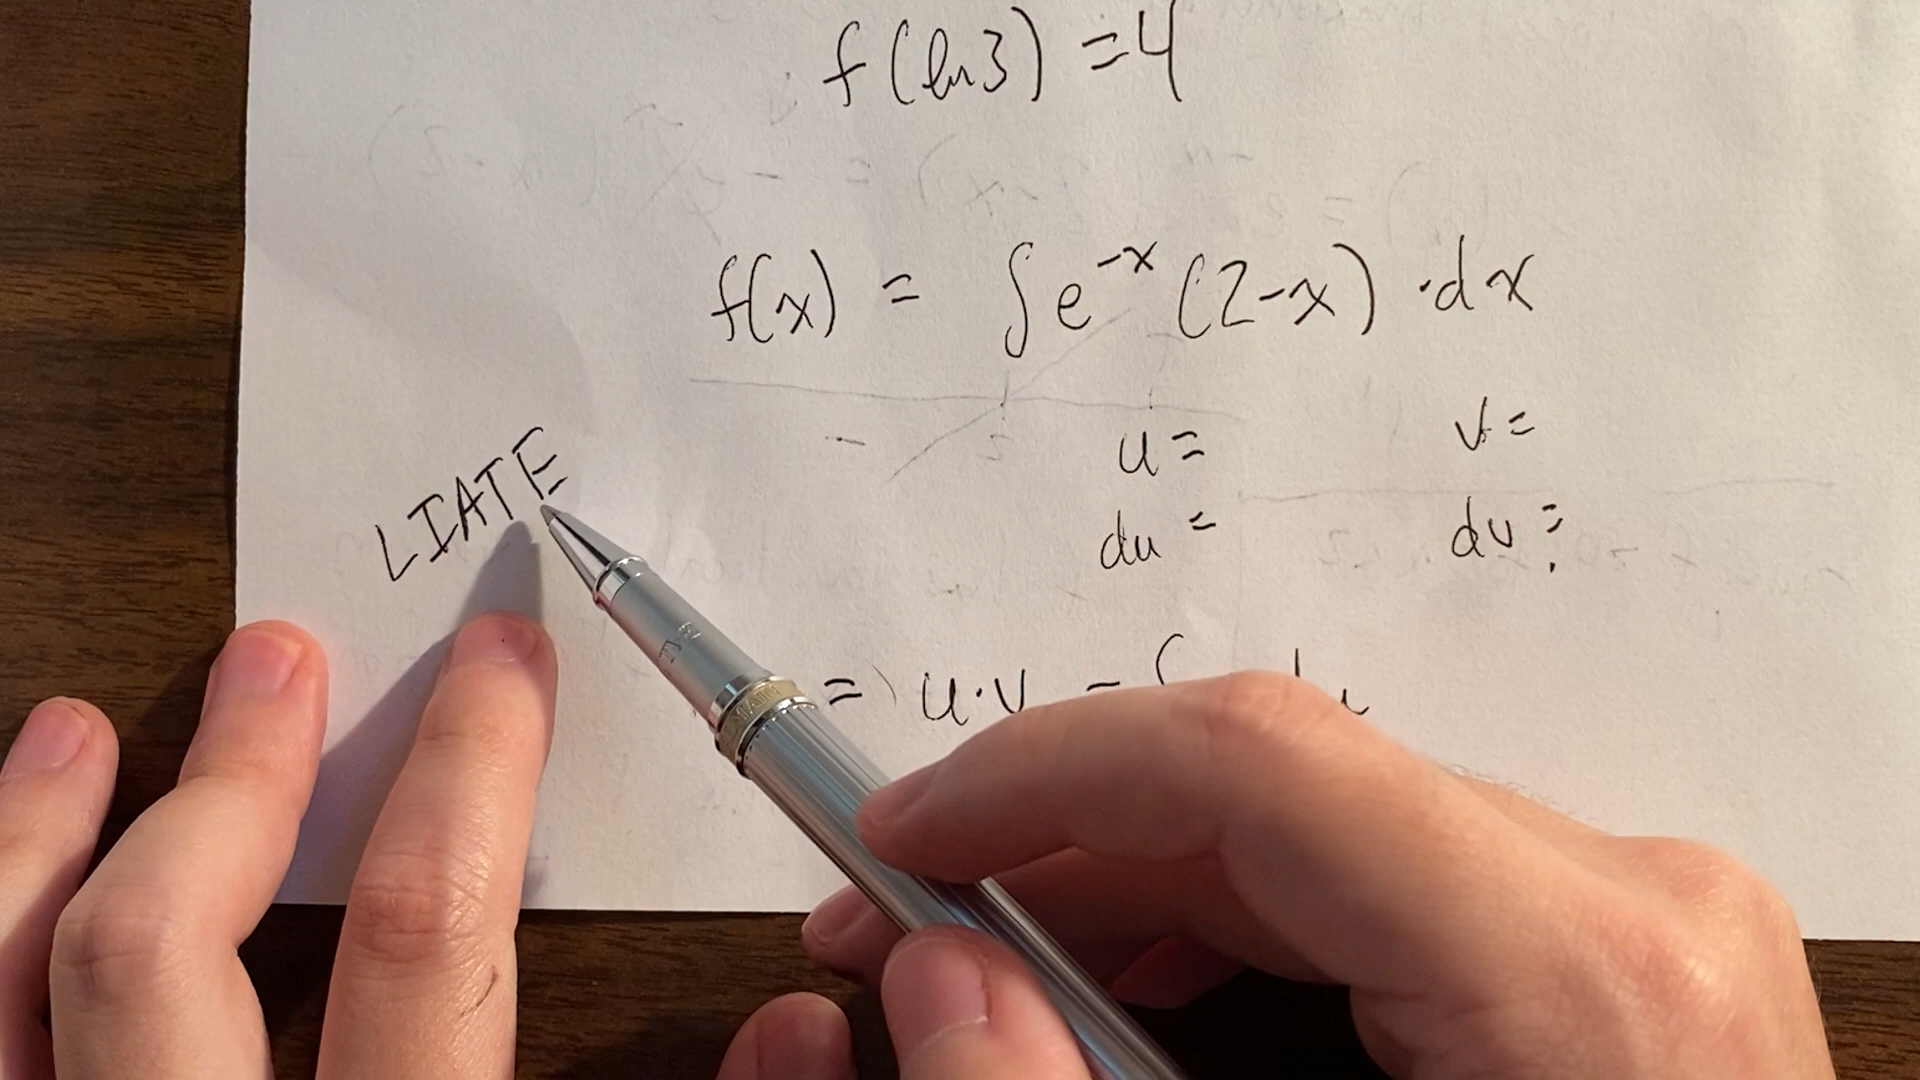 f(ln3) = 4
f(x) = ∫e^-x (2-x) ·dx
u = v =
du = dv =
LIATE
= u·v - ∫